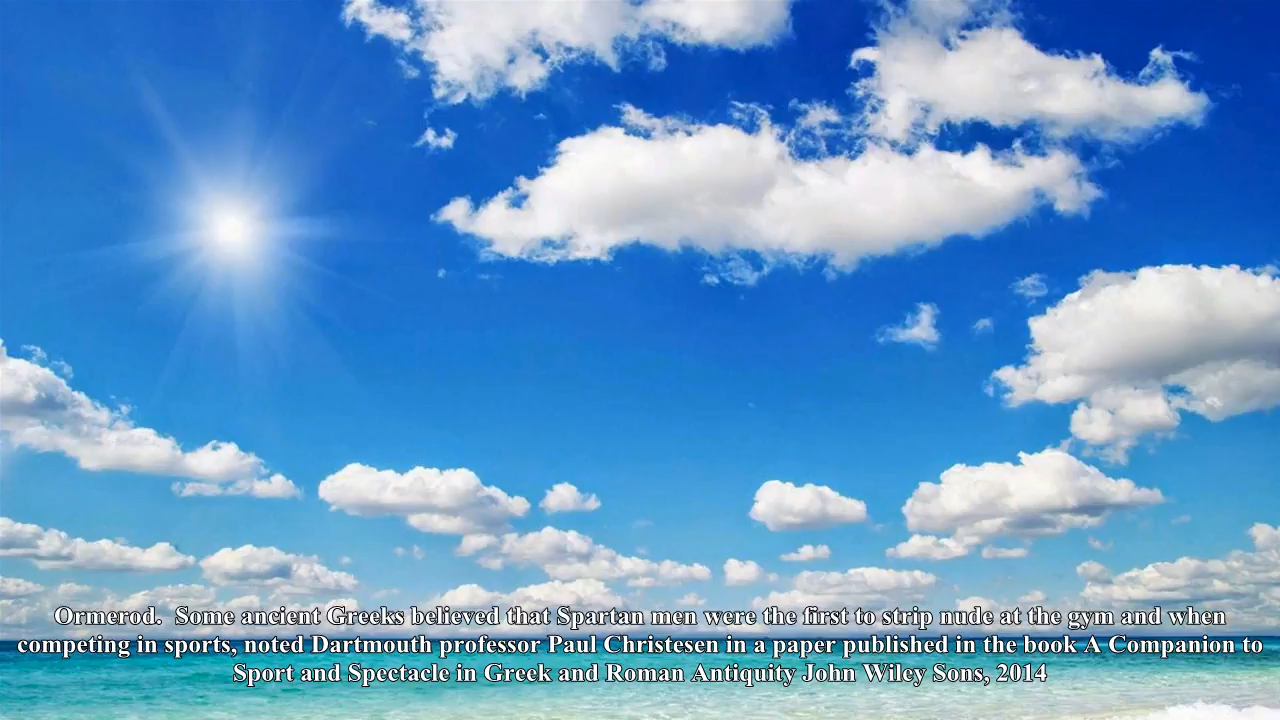 Ormerod.  Some ancient Greeks believed that Spartan men were the first to strip nude at the gym and when
competing in sports, noted Dartmouth professor Paul Christesen in a paper published in the book A Companion to
Sport and Spectacle in Greek and Roman Antiquity John Wiley Sons, 2014